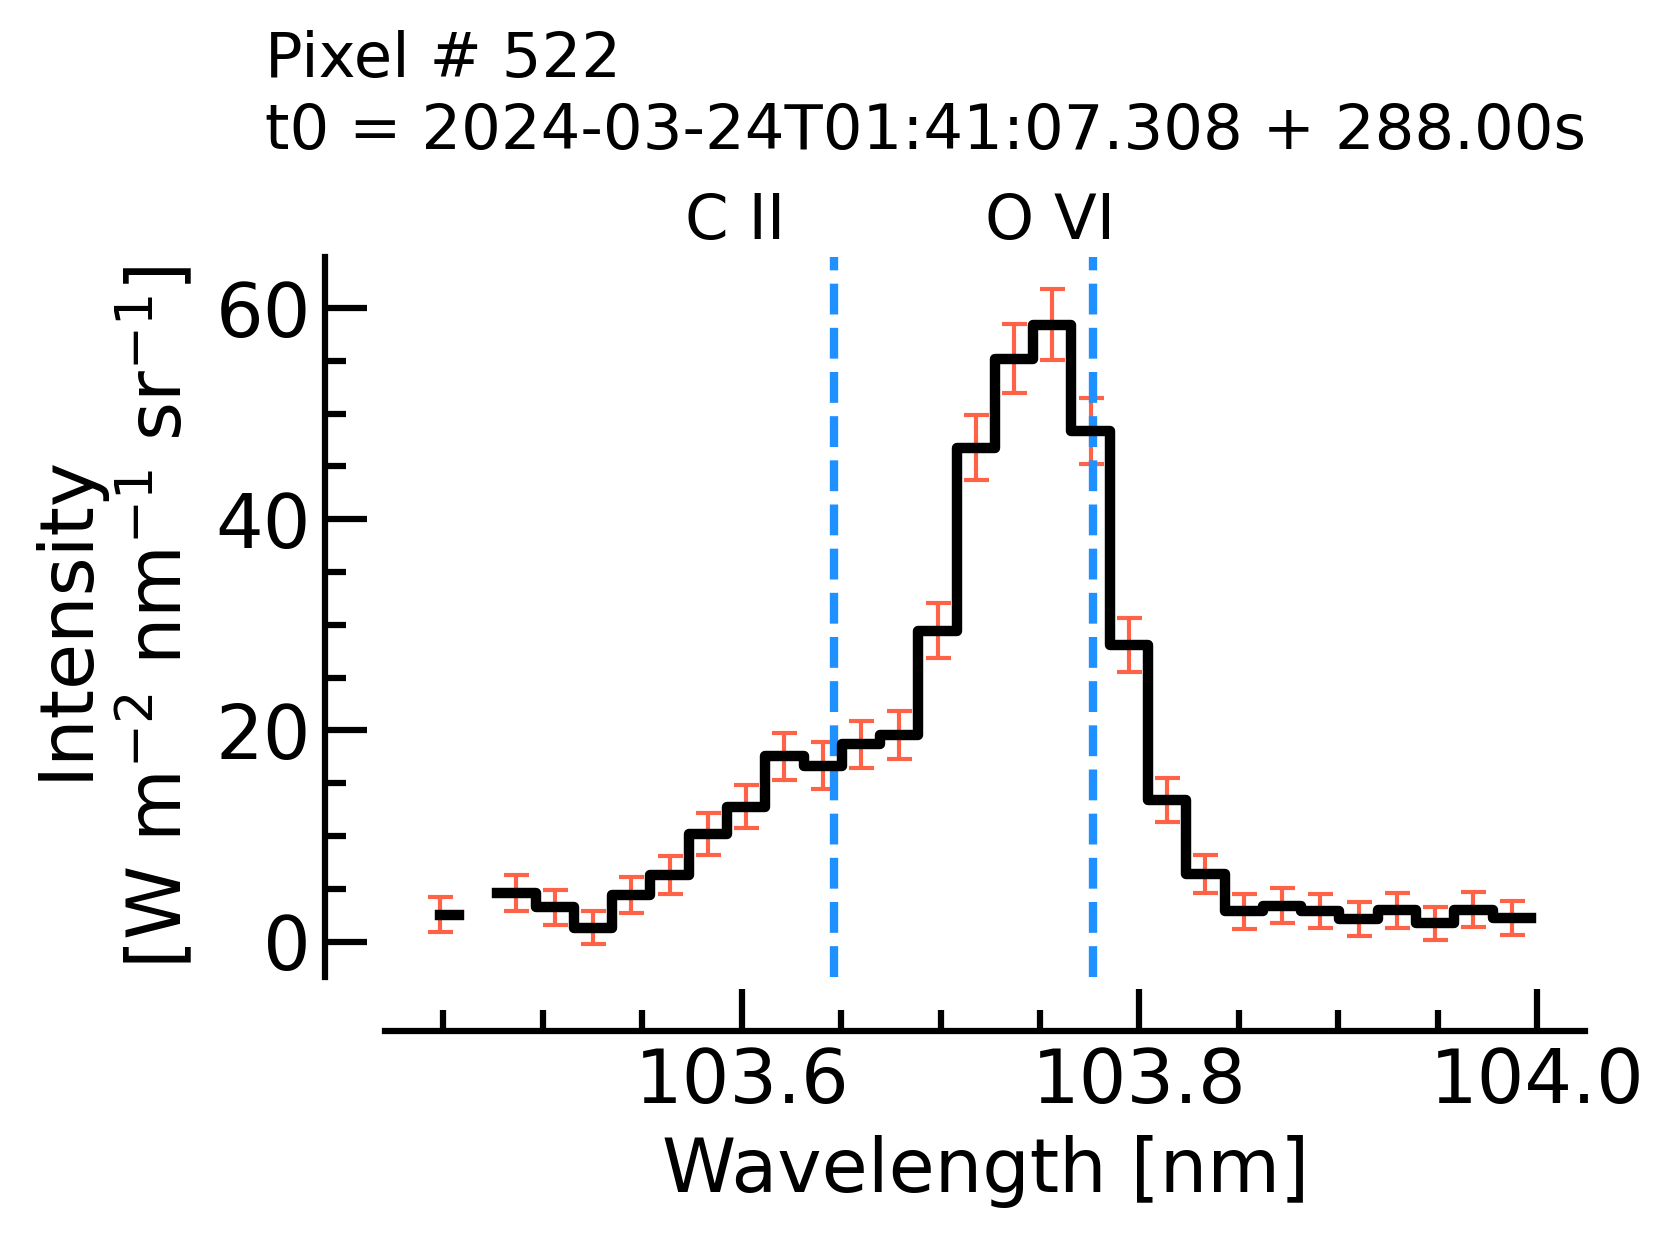 Pixel # 522
t0 = 2024-03-24T01:41:07.308 + 288.00s
C II
O VI
Intensity
[W m⁻² nm⁻¹ sr⁻¹]
60
40
20
0
103.6
103.8
104.0
Wavelength [nm]